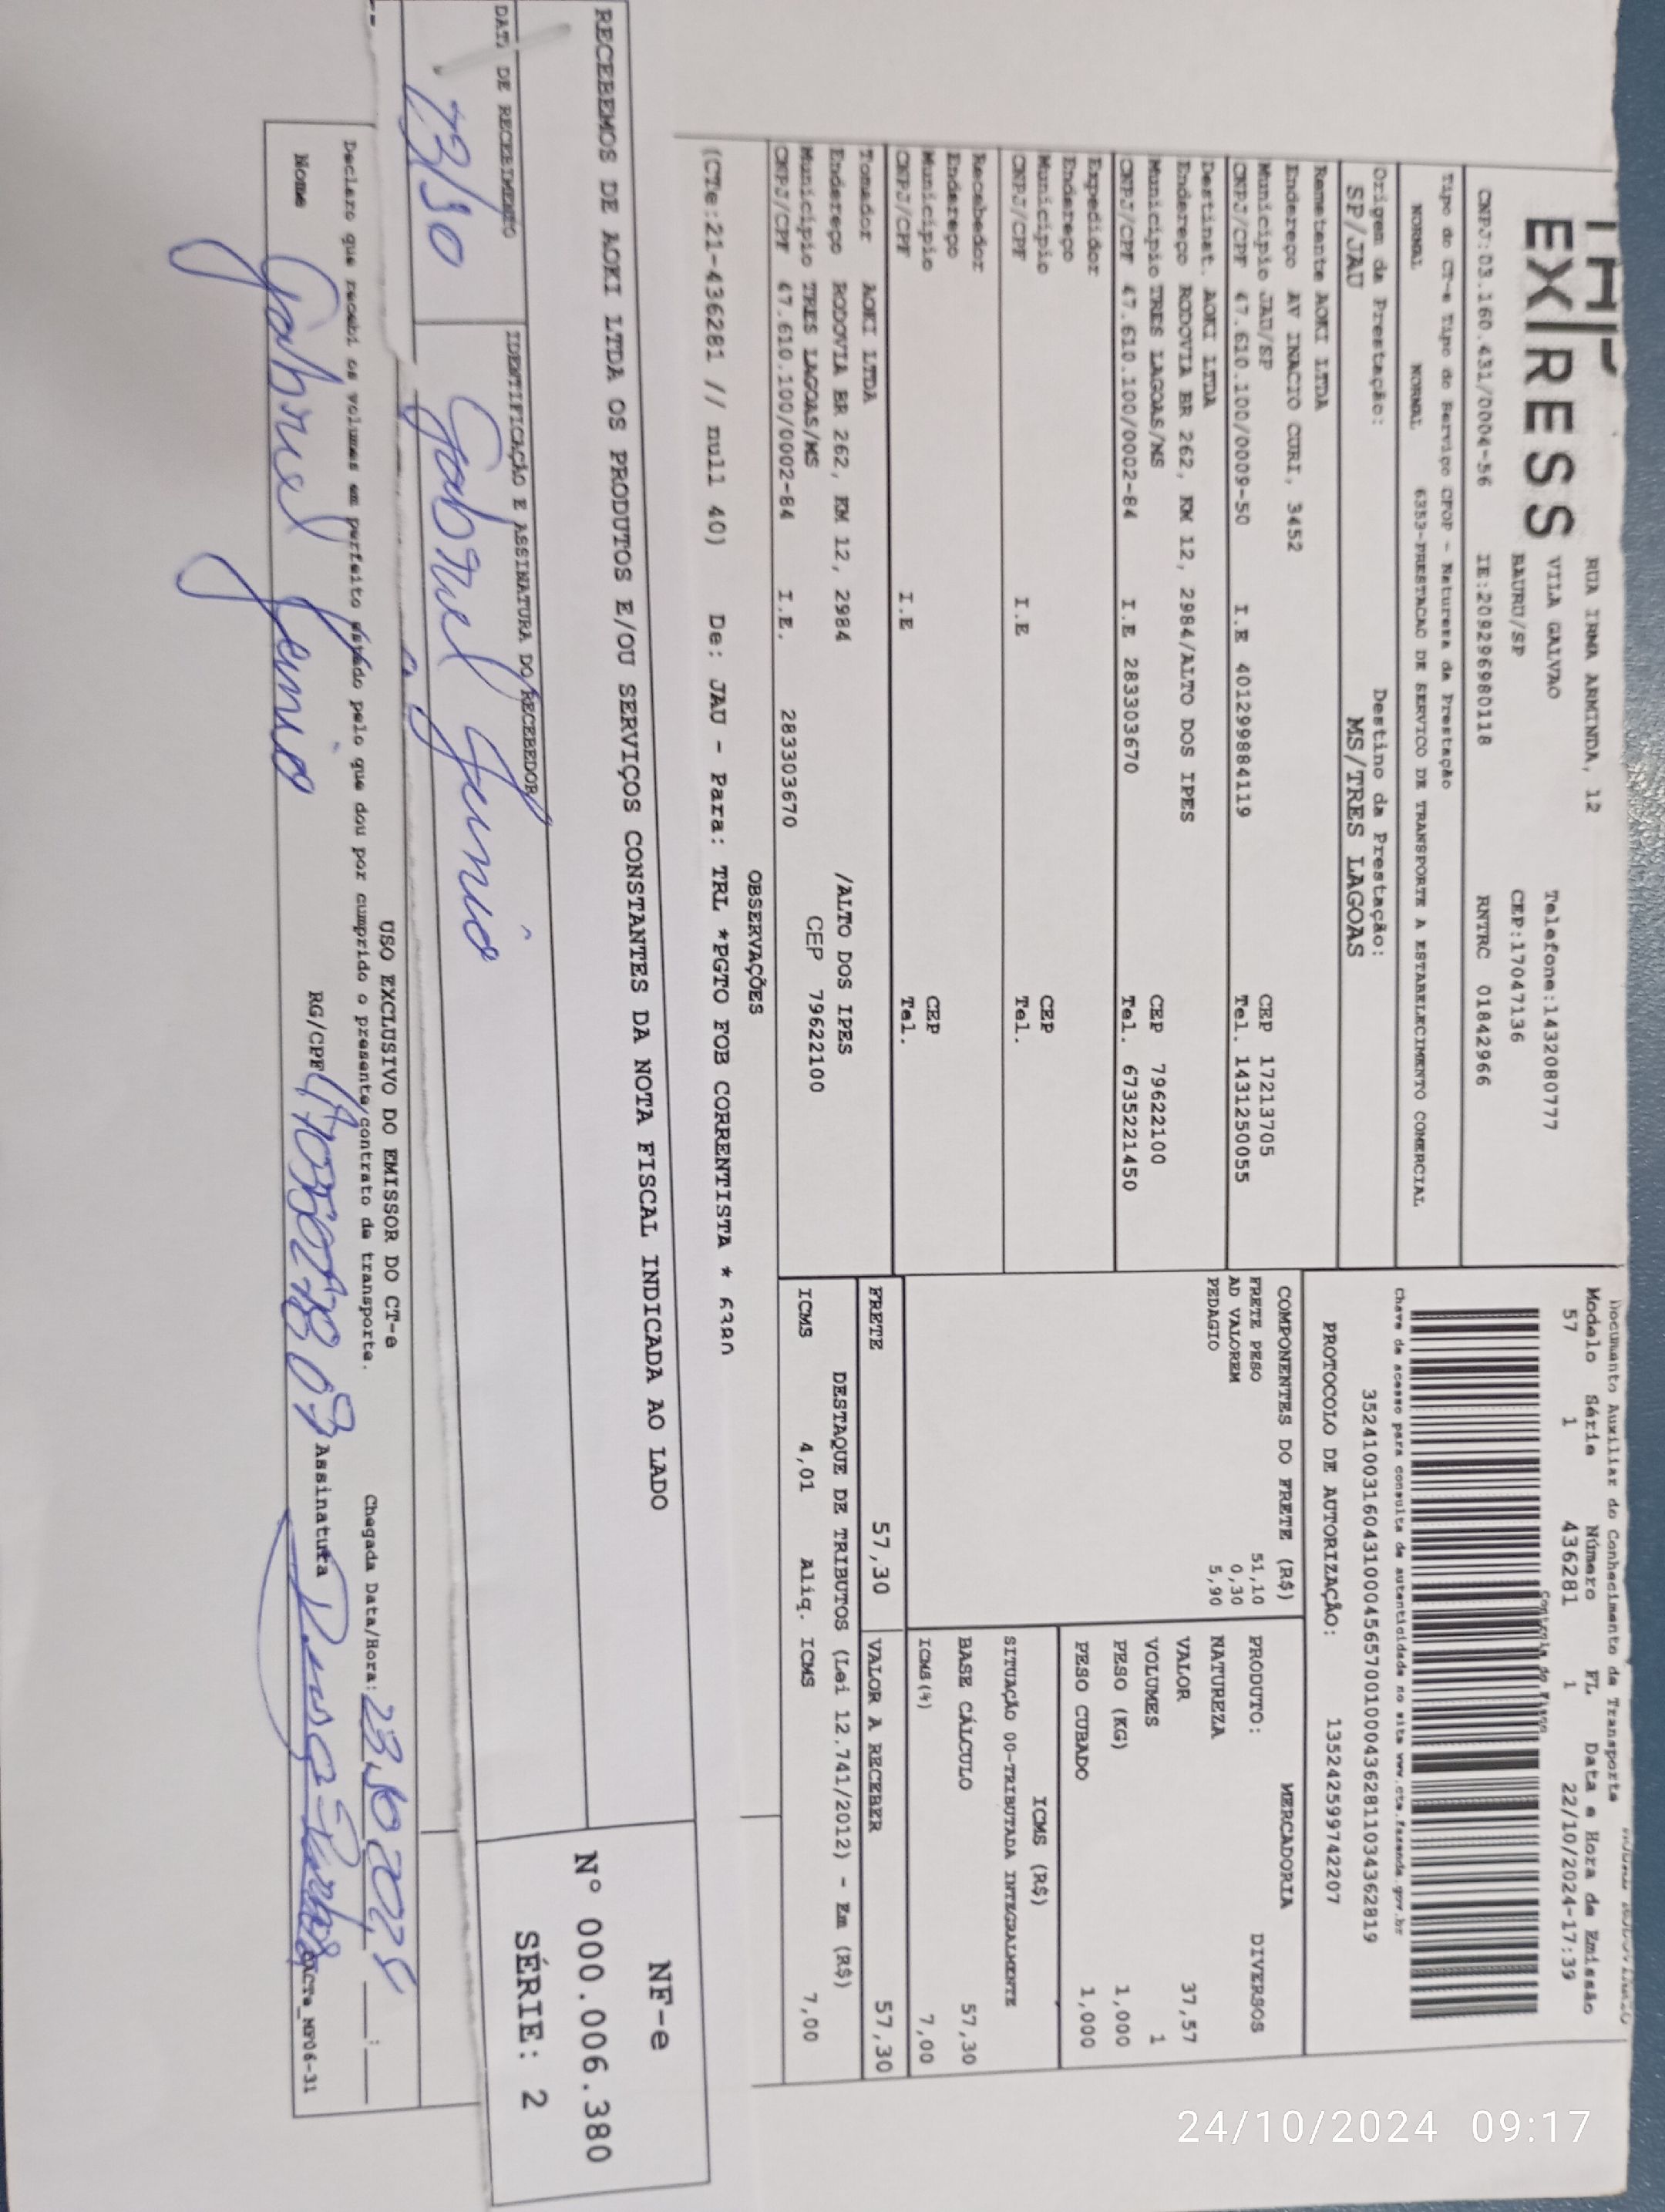 EXPRESS
RUA IRMA ARMINDA, 12
VILA GALVAO
Telefone:1432080777
BAURU/SP
CEP:17047136
CNPJ:03.160.431/0004-56 IE:209296980118 RNTRC 01842966
Tipo do CT-e Tipo do Serviço CFOP - Natureza da Prestação
NORMAL NORMAL 6353-PRESTACAO DE SERVICO DE TRANSPORTE A ESTABELECIMENTO COMERCIAL
Origem da Prestação: Destino da Prestação:
SP/JAU MS/TRES LAGOAS
Documento Auxiliar do Conhecimento de Transporte
Modelo Série Número FL Data e Hora de Emissão
57 1 436281 1 22/10/2024-17:39
Controle do Fisco
Chave de acesso para consulta de autenticidade no site www.cte.fazenda.gov.br
35241003160431000456570010004362811034362819
PROTOCOLO DE AUTORIZAÇÃO: 135242599742207
Remetente AOKI LTDA
Endereço AV INACIO CURI, 3452
Município JAU/SP CEP 17213705
CNPJ/CPF 47.610.100/0009-50 I.E 401299884119 Tel. 1431250055
Destinat. AOKI LTDA
Endereço RODOVIA BR 262, KM 12, 2984/ALTO DOS IPES
Município TRES LAGOAS/MS CEP 79622100
CNPJ/CPF 47.610.100/0002-84 I.E 283303670 Tel. 6735221450
Expedidor
Endereço
Município CEP
CNPJ/CPF I.E Tel.
Recebedor
Endereço
Município CEP
CNPJ/CPF I.E Tel.
Tomador AOKI LTDA
Endereço RODOVIA BR 262, KM 12, 2984 /ALTO DOS IPES
Município TRES LAGOAS/MS CEP 79622100
CNPJ/CPF 47.610.100/0002-84 I.E. 283303670
COMPONENTES DO FRETE (R$)
FRETE PESO 51,10
AD VALOREM 0,30
PEDAGIO 5,90
MERCADORIA
PRODUTO: DIVERSOS
NATUREZA
VALOR 37,57
VOLUMES 1
PESO (KG) 1,000
PESO CUBADO 1,000
ICMS (R$)
SITUAÇÃO 00-TRIBUTADA INTEGRALMENTE
BASE CÁLCULO 57,30
ICMS(%) 7,00
FRETE 57,30 VALOR A RECEBER 57,30
DESTAQUE DE TRIBUTOS (Lei 12.741/2012) - Em (R$)
ICMS 4,01 Aliq. ICMS 7,00
OBSERVAÇÕES
(CTe:21-436281 // null 40) De: JAU - Para: TRL *PGTO FOB CORRENTISTA * 6380
RECEBEMOS DE AOKI LTDA OS PRODUTOS E/OU SERVIÇOS CONSTANTES DA NOTA FISCAL INDICADA AO LADO
NF-e
Nº 000.006.380
SÉRIE: 2
DATA DE RECEBIMENTO IDENTIFICAÇÃO E ASSINATURA DO RECEBEDOR
Gabriel Junio
USO EXCLUSIVO DO EMISSOR DO CT-e
Declaro que recebi os volumes em perfeito estado pelo que dou por cumprido o presente/contrato de transporte.
Chegada Data/Hora: 23 10 2024 __:__
Nome Gabriel Junio RG/CPF Assinatura
DACTe_NF06-31
24/10/2024 09:17